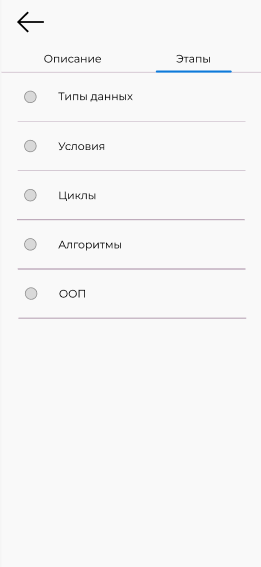 Описание Этапы
Типы данных
Условия
Циклы
Алгоритмы
ООП